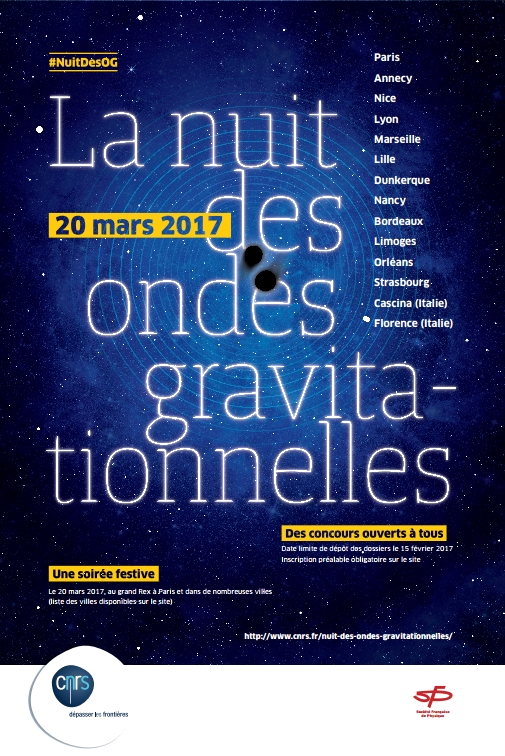 #NuitDèsOG
La nuit
des
20 mars 2017
ondes
gravita-
tionnelles
Paris
Annecy
Nice
Lyon
Marseille
Lille
Dunkerque
Nancy
Bordeaux
Limoges
Orléans
Strasbourg
Cascina (Italie)
Florence (Italie)
Des concours ouverts à tous
Date limite de dépôt des dossiers le 15 février 2017
Inscription préalable obligatoire sur le site
Une soirée festive
Le 20 mars 2017, au grand Rex à Paris et dans de nombreuses villes
(liste des villes disponibles sur le site)
http://www.cnrs.fr/nuit-des-ondes-gravitationnelles/
cnrs
dépasser les frontières
sfp
Société Française
de Physique